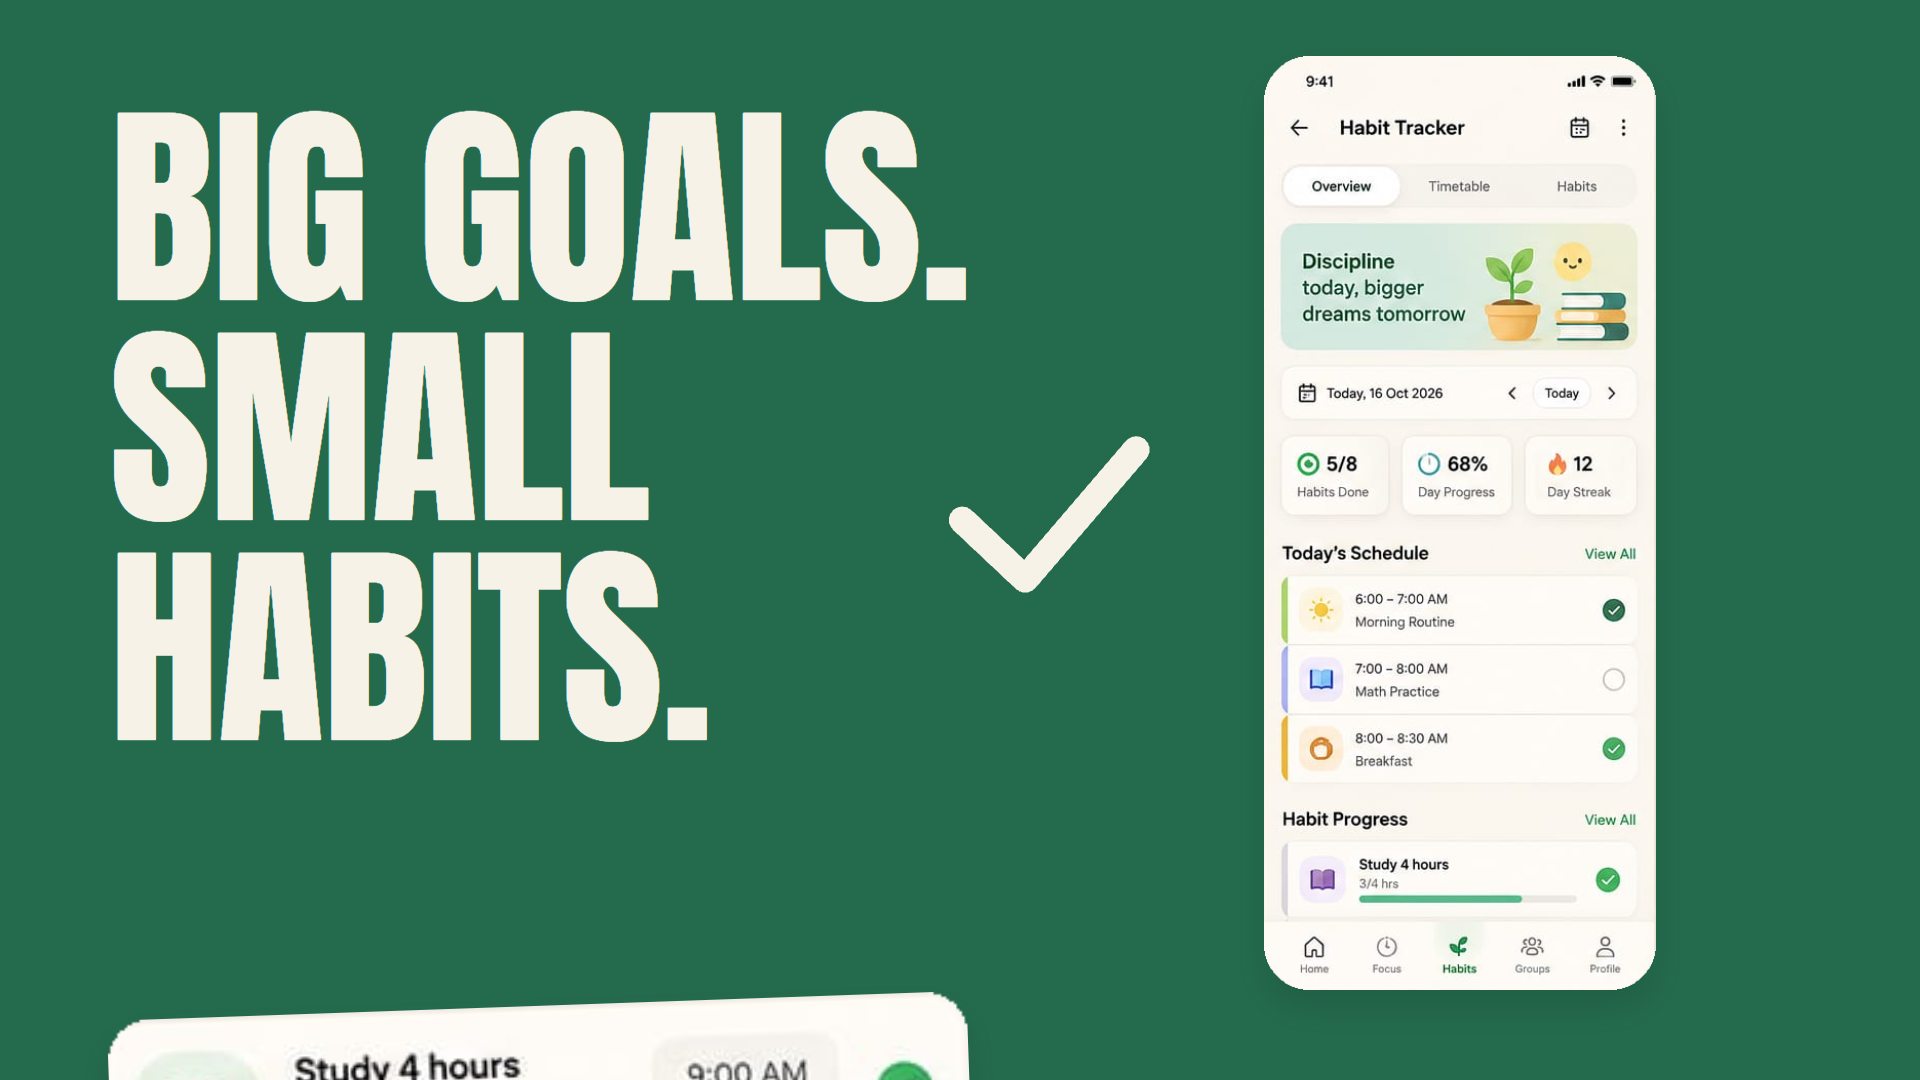 BIG GOALS.
SMALL
HABITS.
9:41
Habit Tracker
Overview
Timetable
Habits
Discipline
today, bigger
dreams tomorrow
Today, 16 Oct 2026
Today
5/8
Habits Done
68%
Day Progress
12
Day Streak
Today’s Schedule
View All
6:00 – 7:00 AM
Morning Routine
7:00 – 8:00 AM
Math Practice
8:00 – 8:30 AM
Breakfast
Habit Progress
View All
Study 4 hours
3/4 hrs
Home
Focus
Habits
Groups
Profile
Study 4 hours
9:00 AM